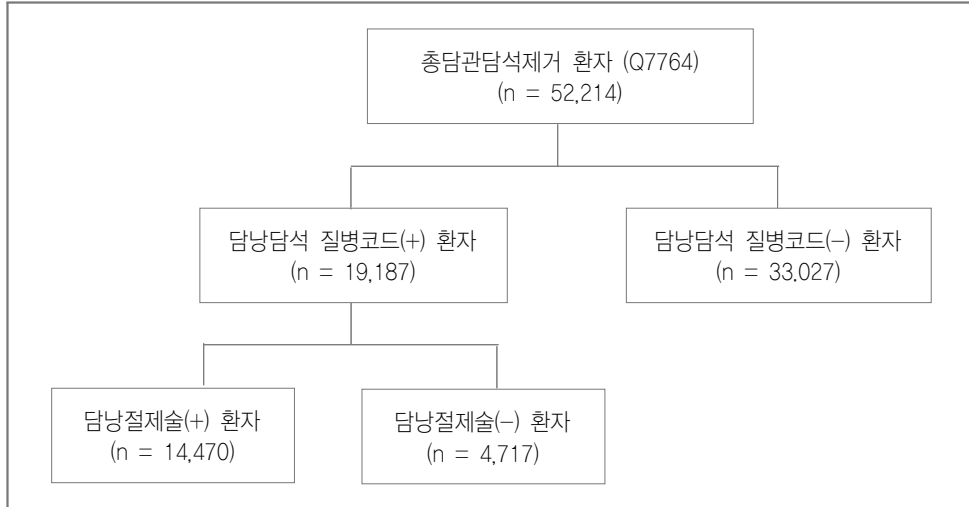 총담관담석제거 환자 (Q7764)
(n = 52,214)
담낭담석 질병코드(+) 환자
(n = 19,187)
담낭담석 질병코드(-) 환자
(n = 33,027)
담낭절제술(+) 환자
(n = 14,470)
담낭절제술(-) 환자
(n = 4,717)